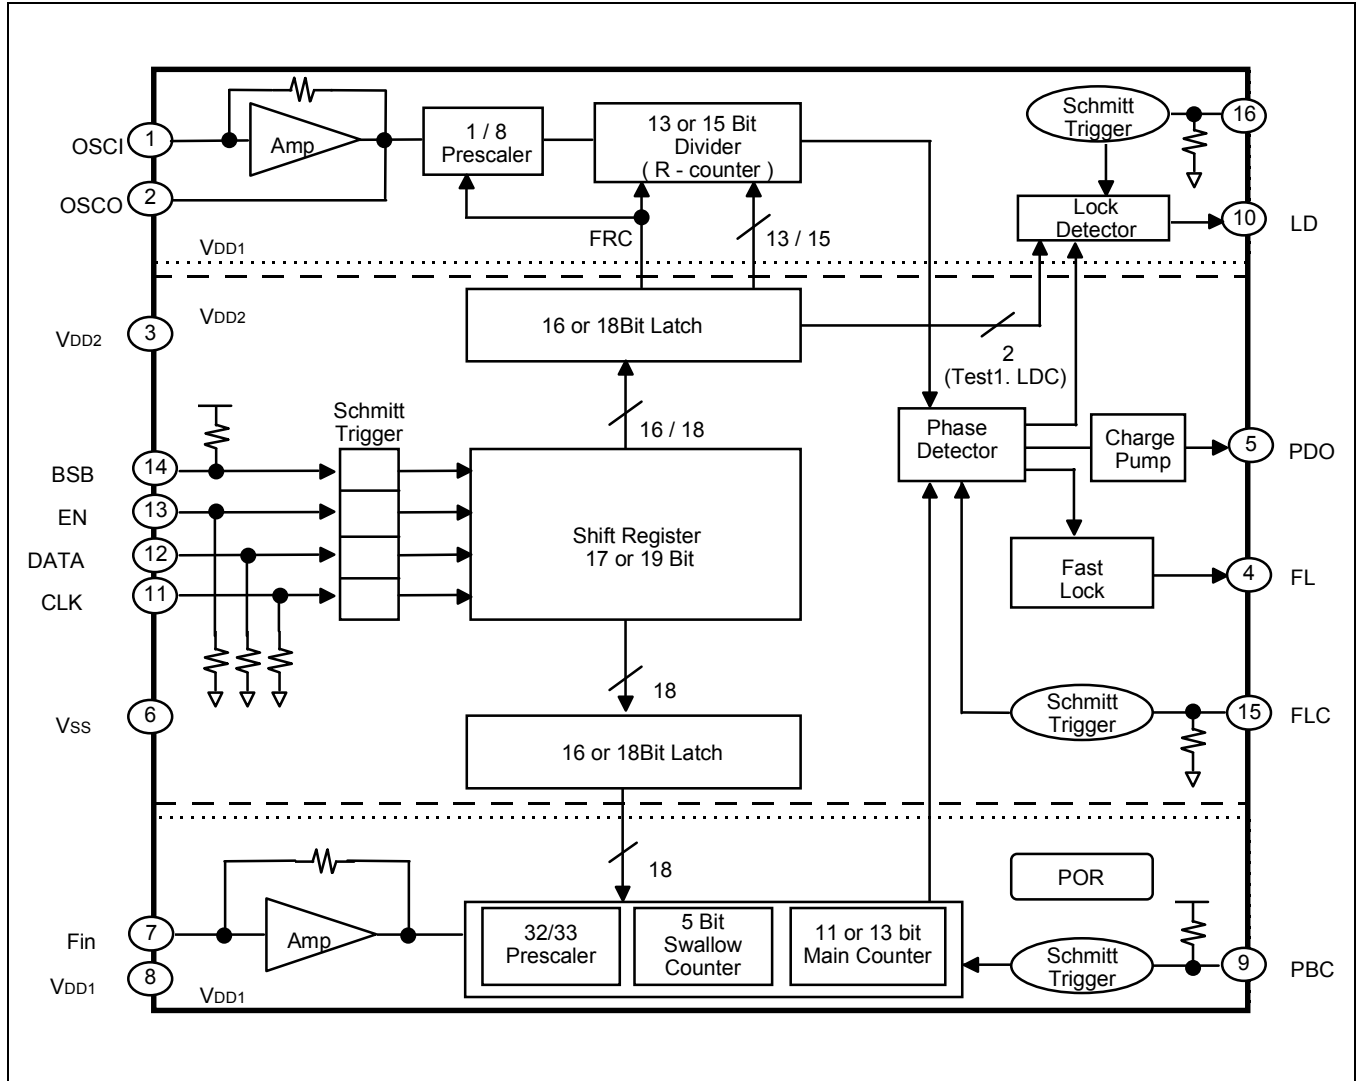 OSCI
1
Amp
1 / 8
Prescaler
13 or 15 Bit
Divider
( R - counter )
Schmitt
Trigger
16
OSCO
2
FRC
13 / 15
Lock
Detector
10
LD
VDD1
VDD2
VDD2
3
16 or 18Bit Latch
2
(Test1. LDC)
Schmitt
Trigger
16 / 18
Phase
Detector
Charge
Pump
5
PDO
BSB
14
EN
13
DATA
12
CLK
11
Shift Register
17 or 19 Bit
Fast
Lock
4
FL
18
Vss
6
16 or 18Bit Latch
Schmitt
Trigger
15
FLC
18
POR
Fin
7
Amp
32/33
Prescaler
5 Bit
Swallow
Counter
11 or 13 bit
Main Counter
Schmitt
Trigger
9
PBC
VDD1
8
VDD1